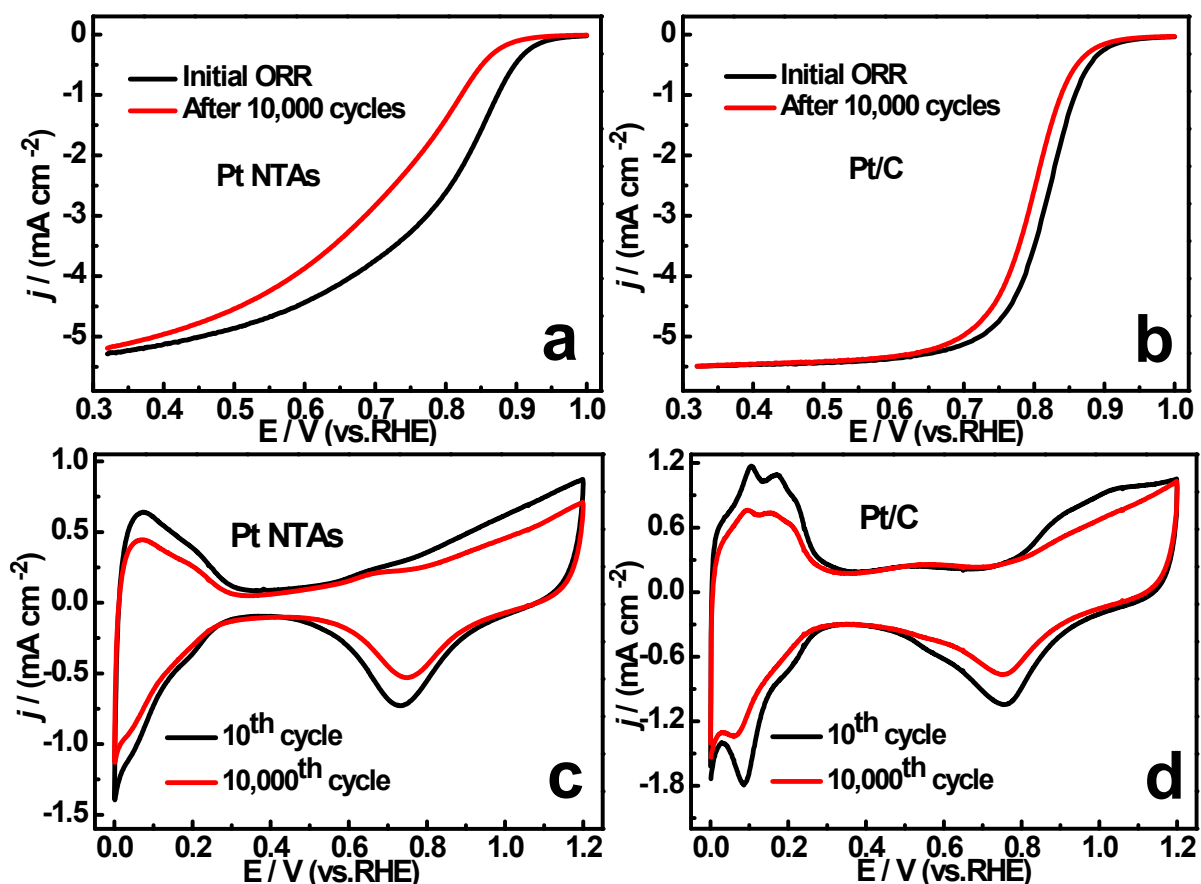 0
-1
-2
-3
-4
-5
j / (mA cm -2)
Initial ORR
After 10,000 cycles
Pt NTAs
a
0.3 0.4 0.5 0.6 0.7 0.8 0.9 1.0
E / V (vs.RHE)
0
-1
-2
-3
-4
-5
j / (mA cm -2)
Initial ORR
After 10,000 cycles
Pt/C
b
0.3 0.4 0.5 0.6 0.7 0.8 0.9 1.0
E / V (vs.RHE)
1.0
0.5
0.0
-0.5
-1.0
-1.5
j / (mA cm-2)
Pt NTAs
10th cycle
10,000th cycle
c
0.0 0.2 0.4 0.6 0.8 1.0 1.2
E / V (vs.RHE)
1.2
0.6
0.0
-0.6
-1.2
-1.8
j / (mA cm-2)
Pt/C
10th cycle
10,000th cycle
d
0.0 0.2 0.4 0.6 0.8 1.0 1.2
E / V (vs.RHE)